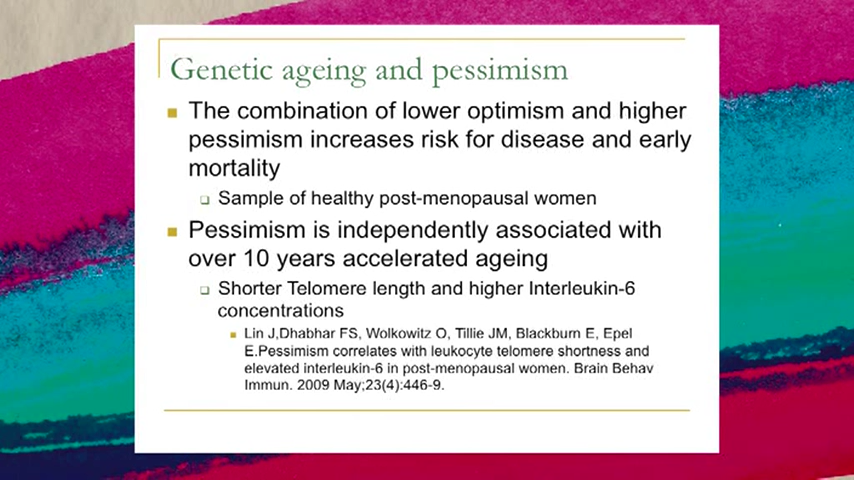 Genetic ageing and pessimism
The combination of lower optimism and higher
pessimism increases risk for disease and early
mortality
Sample of healthy post-menopausal women
Pessimism is independently associated with
over 10 years accelerated ageing
Shorter Telomere length and higher Interleukin-6
concentrations
Lin J,Dhabhar FS, Wolkowitz O, Tillie JM, Blackburn E, Epel
E.Pessimism correlates with leukocyte telomere shortness and
elevated interleukin-6 in post-menopausal women. Brain Behav
Immun. 2009 May;23(4):446-9.